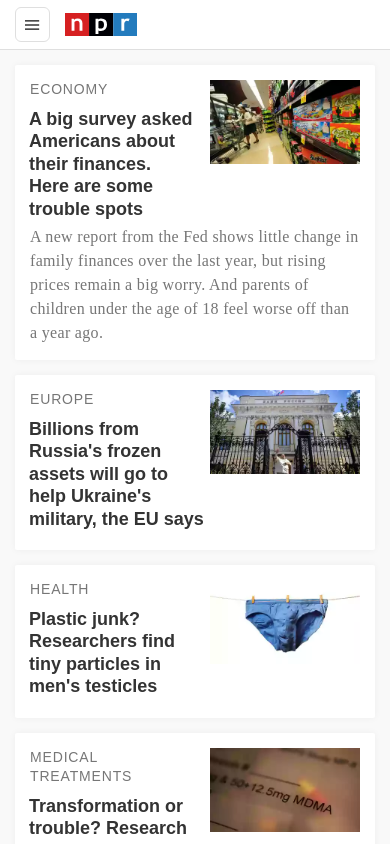 npr
ECONOMY
A big survey asked
Americans about
their finances.
Here are some
trouble spots
A new report from the Fed shows little change in
family finances over the last year, but rising
prices remain a big worry. And parents of
children under the age of 18 feel worse off than
a year ago.
EUROPE
Billions from
Russia's frozen
assets will go to
help Ukraine's
military, the EU says
HEALTH
Plastic junk?
Researchers find
tiny particles in
men's testicles
MEDICAL
TREATMENTS
& 50+12.5mg MDMA
Transformation or
trouble? Research